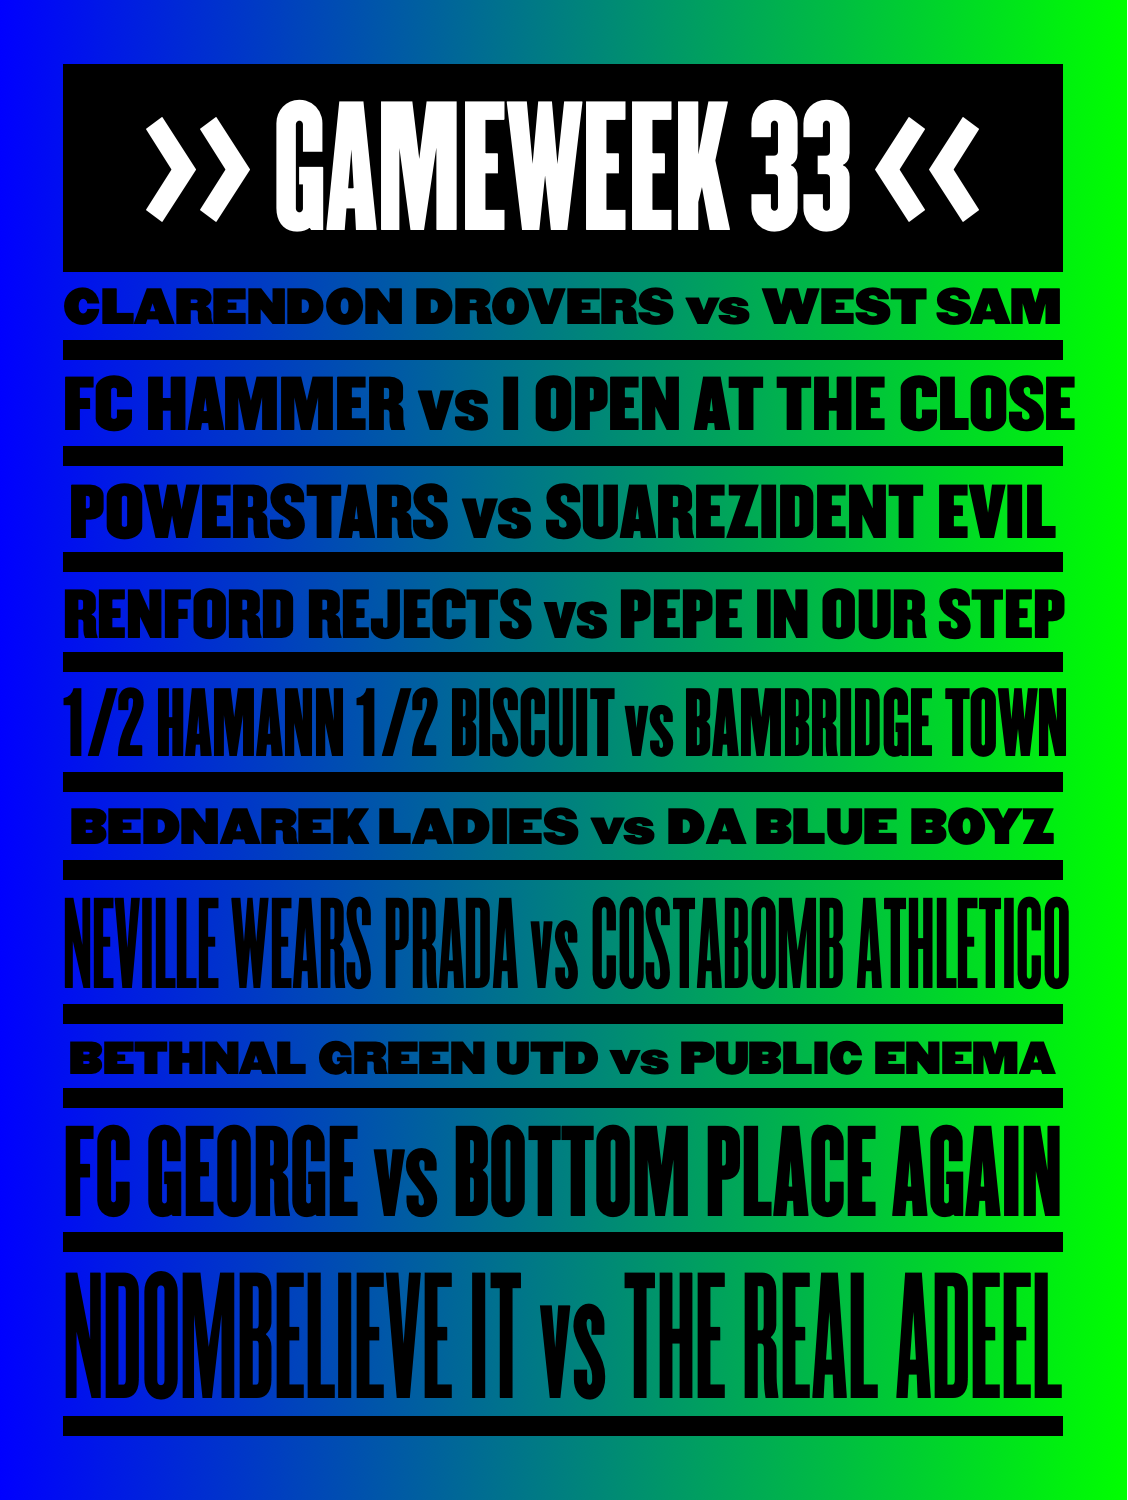 >> GAMEWEEK 33 <<
CLARENDON DROVERS vs WEST SAM
FC HAMMER vs I OPEN AT THE CLOSE
POWERSTARS vs SUAREZIDENT EVIL
RENFORD REJECTS vs PEPE IN OUR STEP
1/2 HAMANN 1/2 BISCUIT vs BAMBRIDGE TOWN
BEDNAREK LADIES vs DA BLUE BOYZ
NEVILLE WEARS PRADA vs COSTABOMB ATHLETICO
BETHNAL GREEN UTD vs PUBLIC ENEMA
FC GEORGE vs BOTTOM PLACE AGAIN
NDOMBELIEVE IT vs THE REAL ADEEL